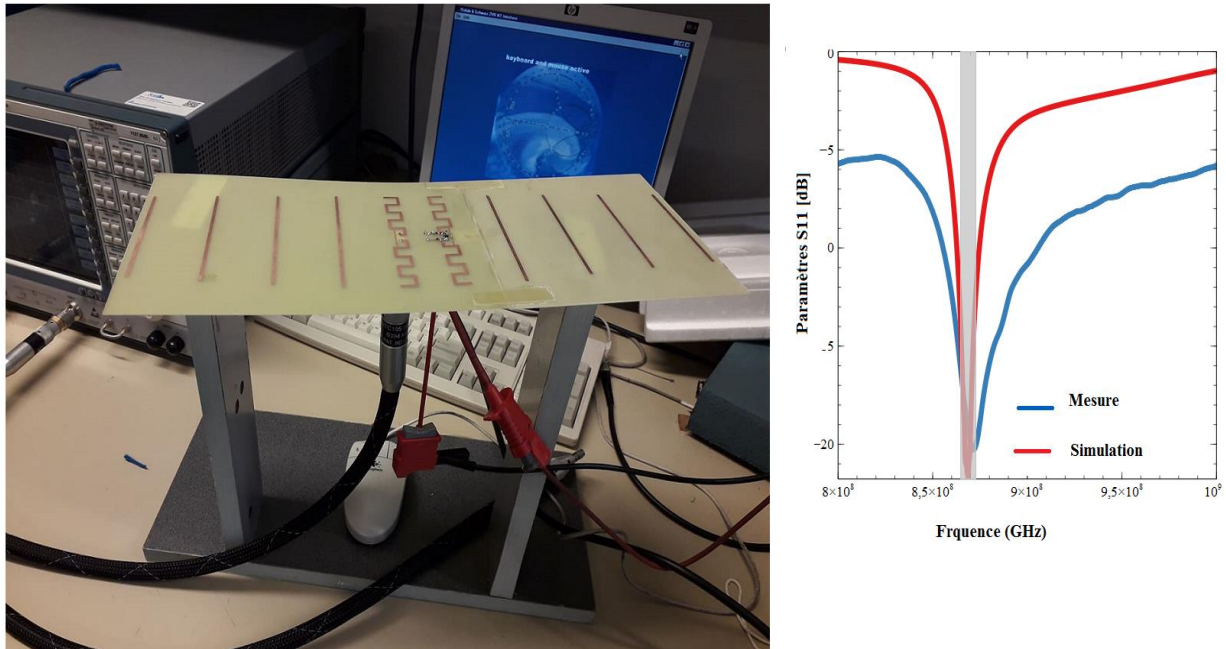 keyboard and mouse active
0
−5
0
-5
−20
Paramètres S11 [dB]
Mesure
Simulation
8×10⁸
8,5×10⁸
9×10⁸
9,5×10⁸
10⁹
Frquence (GHz)